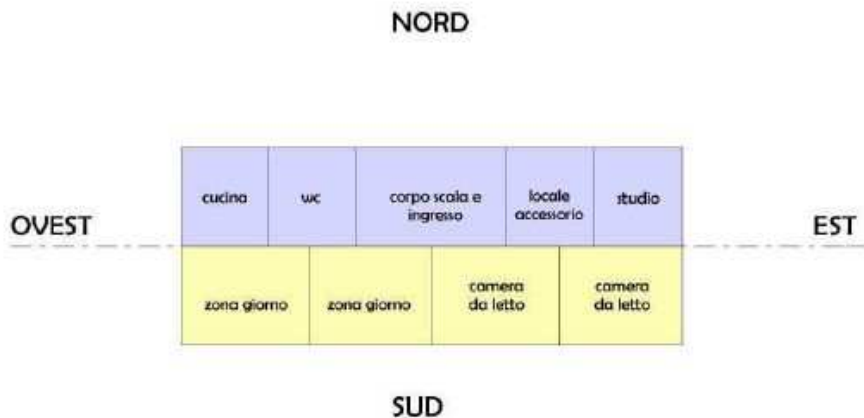 NORD
cucina
wc
corpo scala e
ingresso
locale
accessorio
studio
OVEST
EST
zona giorno
zona giorno
camera
da letto
camera
da letto
SUD